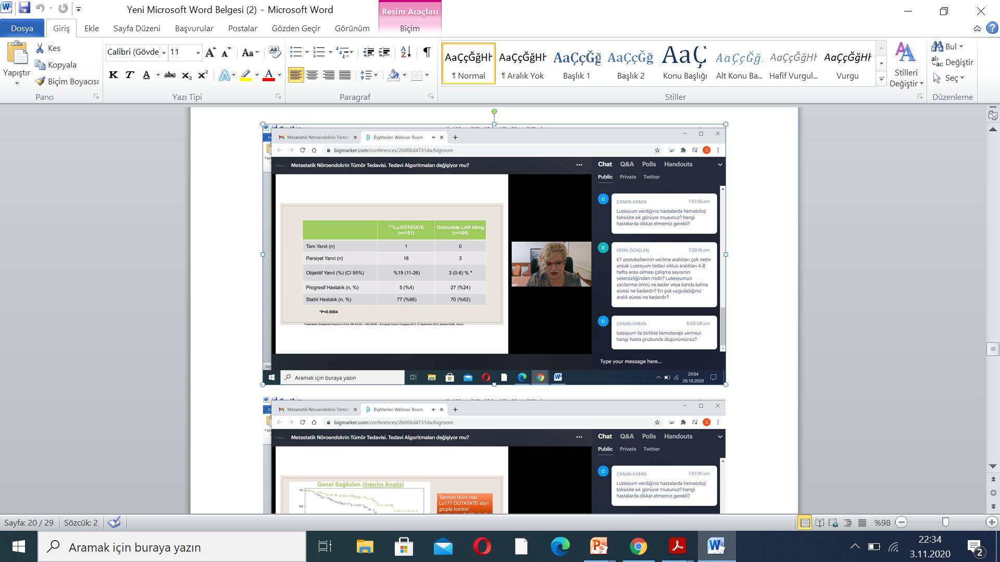 Yeni Microsoft Word Belgesi (2) - Microsoft Word
Resim Araçları
Dosya
Giriş
Ekle
Sayfa Düzeni
Başvurular
Postalar
Gözden Geçir
Görünüm
Biçim
Yapıştır
Kes
Kopyala
Biçim Boyacısı
Pano
Calibri (Gövde
11
Yazı Tipi
Paragraf
AaÇçĞğHł
¶ Normal
AaÇçĞğHł
¶ Aralık Yok
AaÇçĞğ
Başlık 1
AaÇçĞğ
Başlık 2
AaÇ
Konu Başlığı
AaÇçĞğ.
Alt Konu Ba...
AaÇçĞğHł
Hafif Vurgul...
AaÇçĞğHł
Vurgu
Stiller
Stilleri
Değiştir
Bul
Değiştir
Seç
Düzenleme
Metastatik Nöroendokrin Tümör
BigMarker Webinar Room
bigmarker.com/conferences/2b066d4731da/bigroom
Metastatik Nöroendokrin Tümör Tedavisi. Tedavi Algoritmaları değişiyor mu?
177Lu-DOTATATE (n=101)
Octreotide LAR 60mg (n=100)
Tam Yanıt (n) 1 0
Parsiyel Yanıt (n) 18 3
Objektif Yanıt (%) (CI 95%) %19 (11-26) 3 (0-6) % *
Progresif Hastalık (n, %) 5 (%4) 27 (%24)
Stabil Hastalık (n, %) 77 (%66) 70 (%62)
*P<0.0004
Presentation Presidential Session II of the 18th ECCO – 40th ESMO – European Cancer Congress 2015, 27 September 2015, abstract 6LBA, Vienna
Chat Q&A Polls Handouts
Public Private Twitter
C
CANAN KARAN 7:57:26 pm
Lutesyum verdiğiniz hastalarda hematoloji
toksisite sık görüyor musunuz? hangi
hastalarda dikkat etmemiz gerekli?
E
ERSİN ÖZASLAN 7:59:16 pm
KT protokollerinin verilme aralıkları çok nettir
ancak Lutesyum tedavi siklus aralıkları 4-8
hafta arası olması çalışma sayısının
yetersizliğinden midir? Lutesyumun
yarılanma ömrü ne kadar veya kanda kalma
süresi ne kadardır? En çok uyguladığınız
aralık süresi ne kadardır?
C
CANAN KARAN 8:03:08 pm
lutesyum ile birlikte kemoterapi vermeyi
hangi hasta grubunda düşünürsünüz?
Type your message here...
Aramak için buraya yazın
20:04
28.10.2020
Metastatik Nöroendokrin Tümör
BigMarker Webinar Room
bigmarker.com/conferences/2b066d4731da/bigroom
Metastatik Nöroendokrin Tümör Tedavisi. Tedavi Algoritmaları değişiyor mu?
Genel Sağkalım (interim Analiz)
1.0
0.8
Tahmini ölüm riski
Lu177 DOTATATE alan
grupta kontrol
Chat Q&A Polls Handouts
Public Private Twitter
C
CANAN KARAN 7:57:26 pm
Lutesyum verdiğiniz hastalarda hematoloji
toksisite sık görüyor musunuz? hangi
hastalarda dikkat etmemiz gerekli?
Sayfa: 20 / 29
Sözcük: 2
%98
Aramak için buraya yazın
22:34
3.11.2020
2